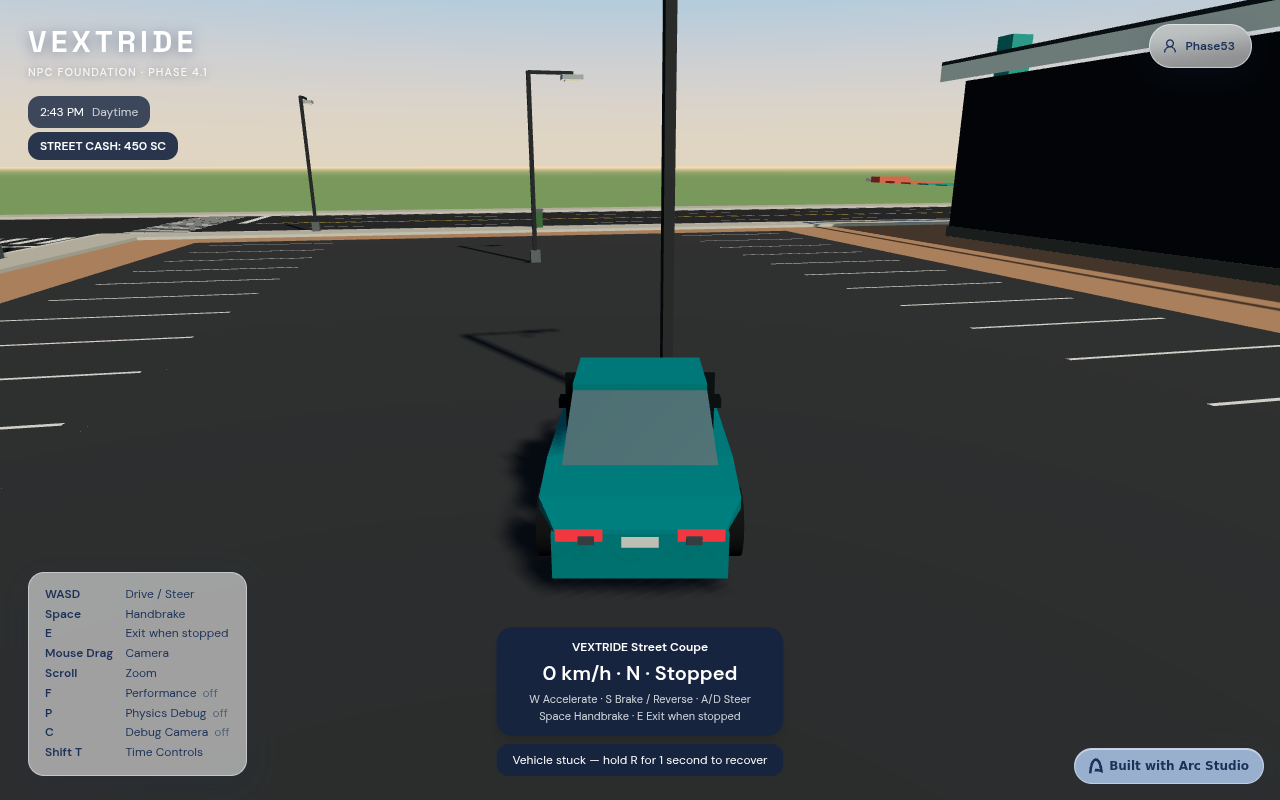 VEXTRIDE
NPC FOUNDATION · PHASE 4.1
2:43 PM Daytime
STREET CASH: 450 SC
Phase53
WASD Drive / Steer
Space Handbrake
E Exit when stopped
Mouse Drag Camera
Scroll Zoom
F Performance off
P Physics Debug off
C Debug Camera off
Shift T Time Controls
VEXTRIDE Street Coupe
0 km/h · N · Stopped
W Accelerate · S Brake / Reverse · A/D Steer
Space Handbrake · E Exit when stopped
Vehicle stuck — hold R for 1 second to recover
Built with Arc Studio